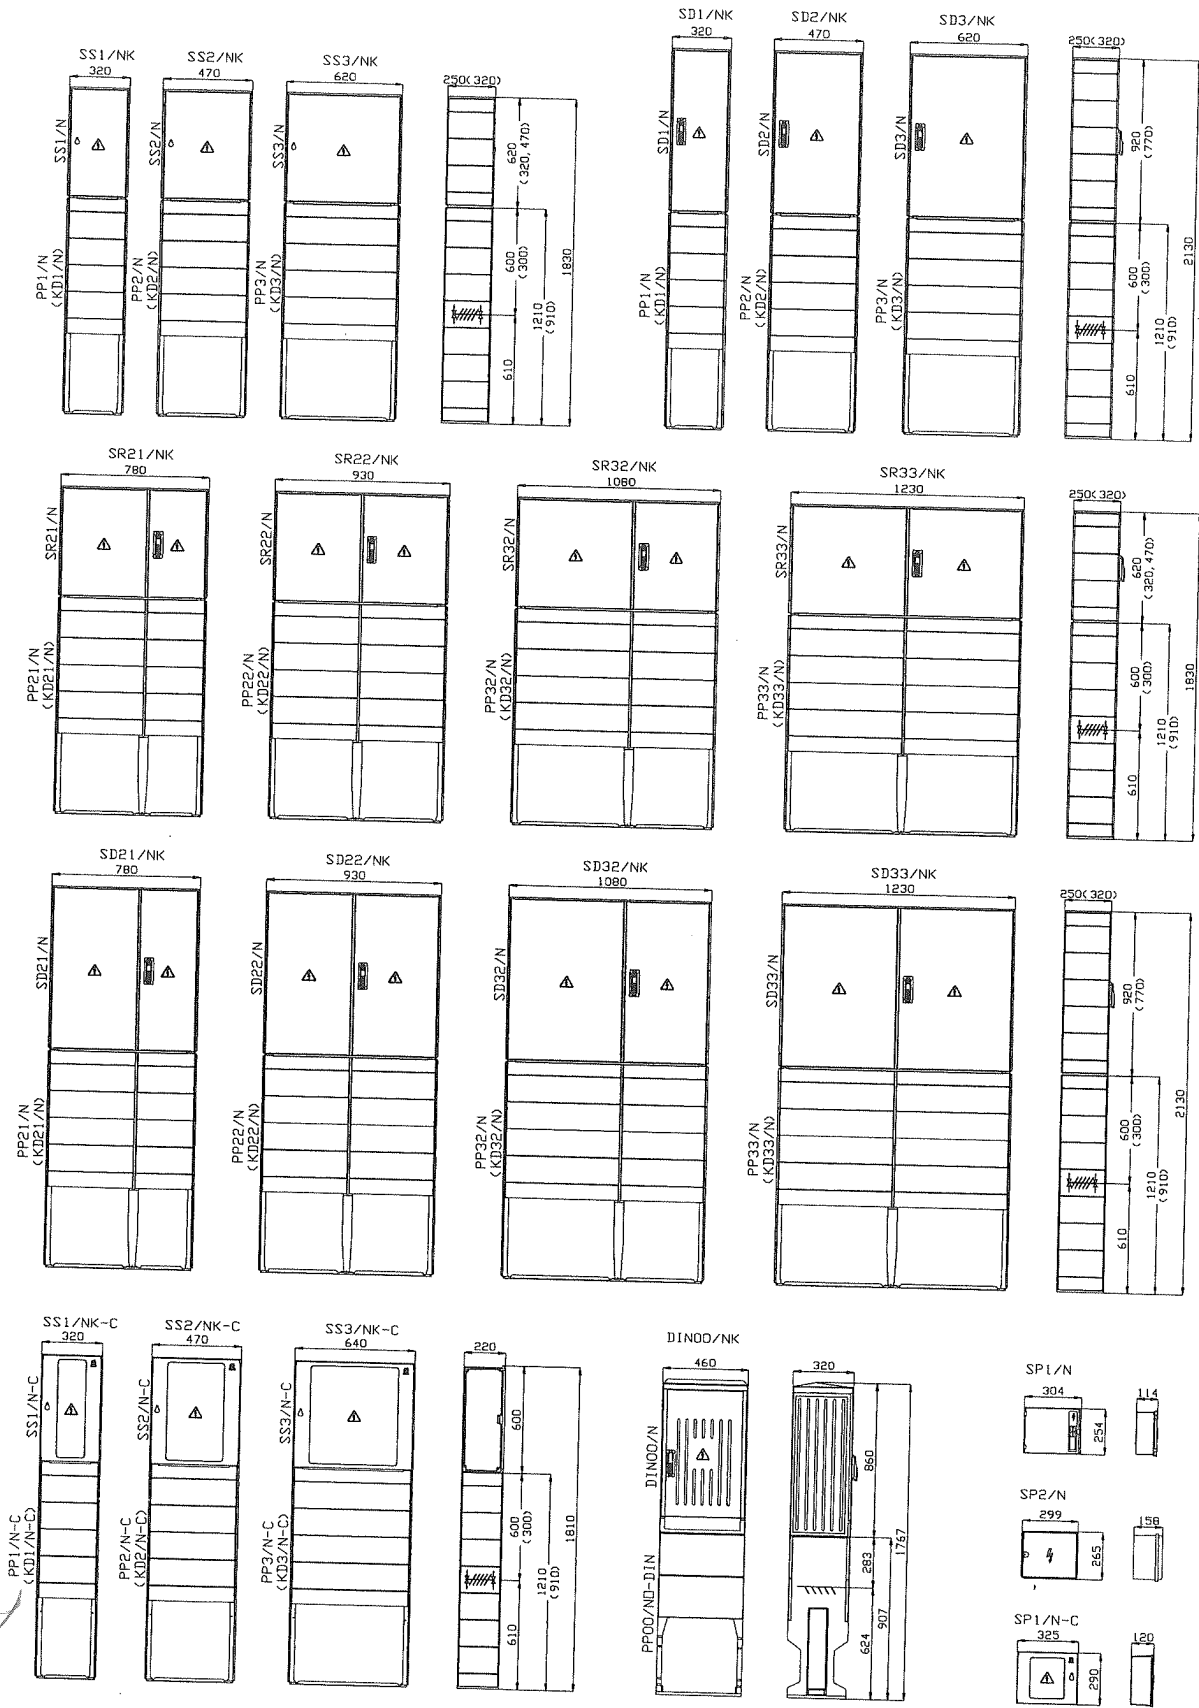 SS1/NK
320
SS2/NK
470
SS3/NK
620
250(320)
SS1/N
SS2/N
SS3/N
PP1/N
(KD1/N)
PP2/N
(KD2/N)
PP3/N
(KD3/N)
620
(320,470)
600
(300)
610
1210
(910)
1830
SD1/NK
320
SD2/NK
470
SD3/NK
620
250(320)
SD1/N
SD2/N
SD3/N
PP1/N
(KD1/N)
PP2/N
(KD2/N)
PP3/N
(KD3/N)
920
(770)
600
(300)
610
1210
(910)
2130
SR21/NK
780
SR22/NK
930
SR32/NK
1080
SR33/NK
1230
250(320)
SR21/N
SR22/N
SR32/N
SR33/N
PP21/N
(KD21/N)
PP22/N
(KD22/N)
PP32/N
(KD32/N)
PP33/N
(KD33/N)
620
(320,470)
600
(300)
610
1210
(910)
1830
SD21/NK
780
SD22/NK
930
SD32/NK
1080
SD33/NK
1230
250(320)
SD21/N
SD22/N
SD32/N
SD33/N
PP21/N
(KD21/N)
PP22/N
(KD22/N)
PP32/N
(KD32/N)
PP33/N
(KD33/N)
920
(770)
600
(300)
610
1210
(910)
2130
SS1/NK-C
320
SS2/NK-C
470
SS3/NK-C
640
220
SS1/N-C
SS2/N-C
SS3/N-C
PP1/N-C
(KD1/N-C)
PP2/N-C
(KD2/N-C)
PP3/N-C
(KD3/N-C)
600
600
(300)
610
1210
(910)
1810
DIN00/NK
460
320
DIN00/N
PP00/ND-DIN
860
283
624
907
1767
SP1/N
304
114
254
SP2/N
299
158
265
SP1/N-C
325
120
290